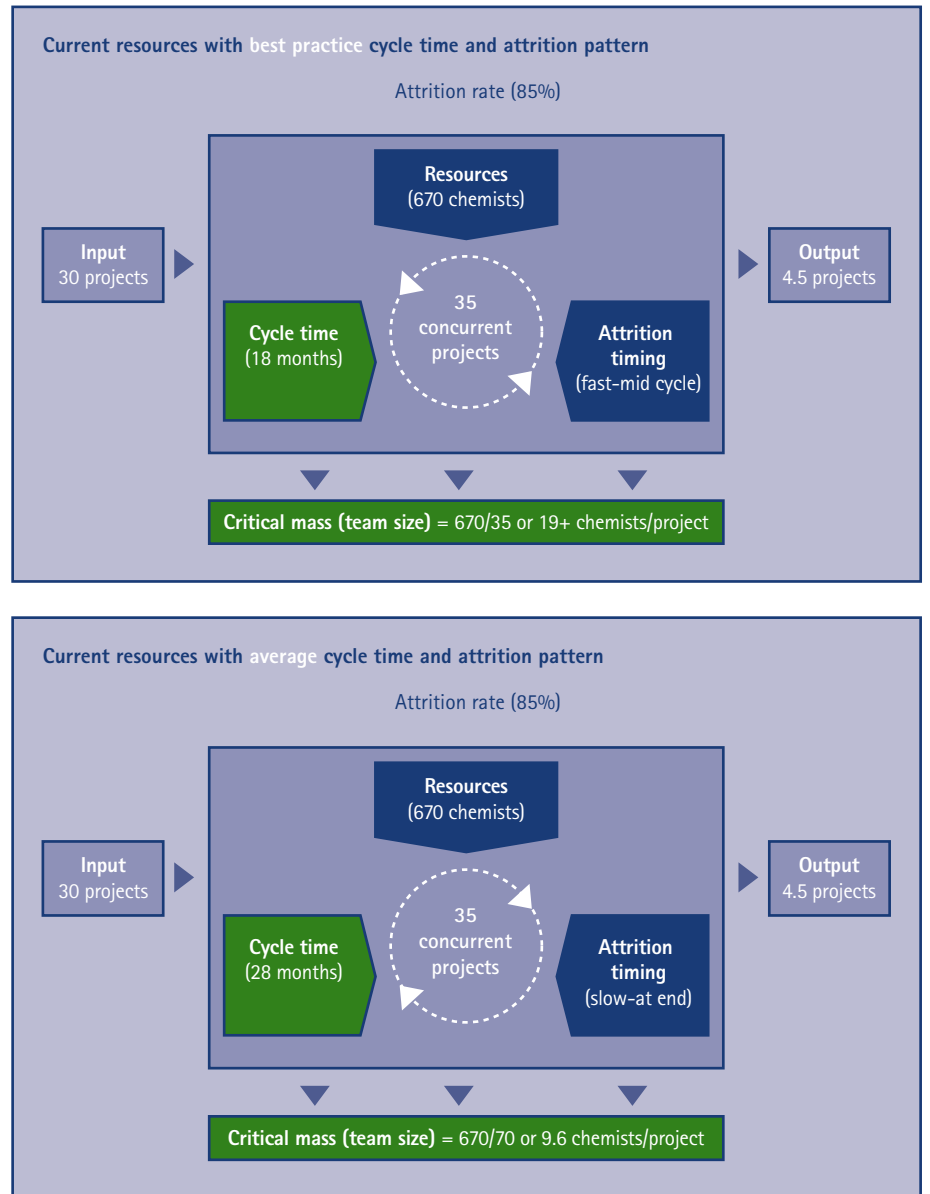 Current resources with best practice cycle time and attrition pattern
Attrition rate (85%)
Resources
(670 chemists)
Input
30 projects
Output
4.5 projects
35
concurrent
projects
Cycle time
(18 months)
Attrition
timing
(fast-mid cycle)
Critical mass (team size) = 670/35 or 19+ chemists/project
Current resources with average cycle time and attrition pattern
Attrition rate (85%)
Resources
(670 chemists)
Input
30 projects
Output
4.5 projects
35
concurrent
projects
Cycle time
(28 months)
Attrition
timing
(slow-at end)
Critical mass (team size) = 670/70 or 9.6 chemists/project